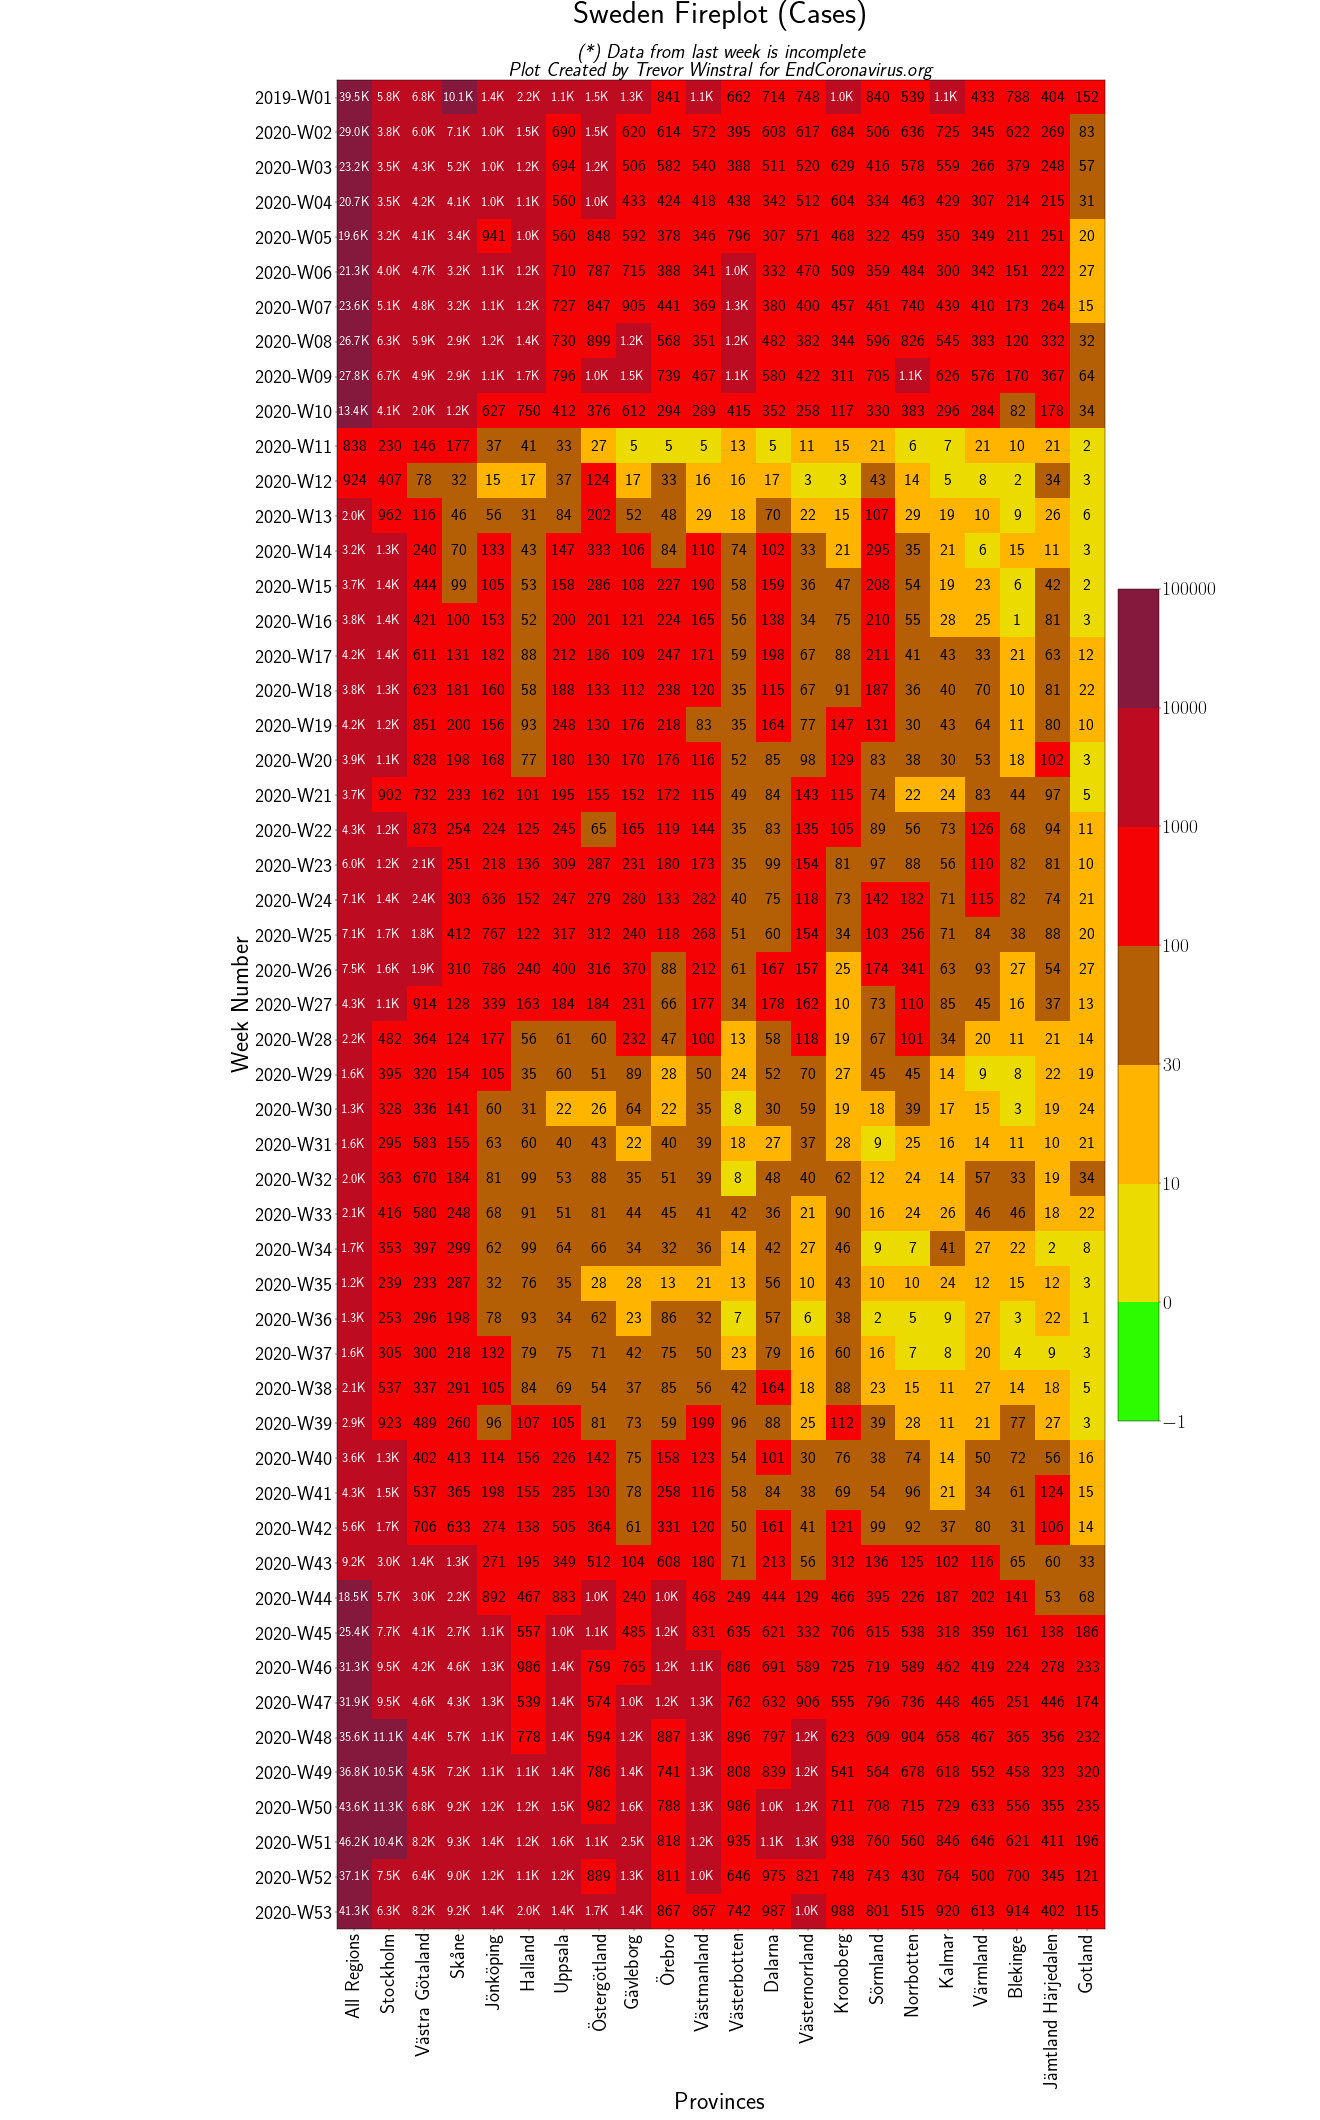 Sweden Fireplot (Cases)
(*) Data from last week is incomplete
Plot Created by Trevor Winstral for EndCoronavirus.org
2019-W01 39.5K 5.8K 6.8K 10.1K 1.4K 2.2K 1.1K 1.5K 1.3K 841 1.1K 662 714 748 1.0K 840 539 1.1K 433 788 404 152
2020-W02 29.0K 3.8K 6.0K 7.1K 1.0K 1.5K 690 1.5K 620 614 572 395 608 617 684 506 636 725 345 622 269 83
2020-W03 23.2K 3.5K 4.3K 5.2K 1.0K 1.2K 694 1.2K 506 582 540 388 511 520 629 416 578 559 266 379 248 57
2020-W04 20.7K 3.5K 4.2K 4.1K 1.0K 1.1K 560 1.0K 433 424 418 438 342 512 604 334 463 429 307 214 215 31
2020-W05 19.6K 3.2K 4.1K 3.4K 941 1.0K 560 848 592 378 346 796 307 571 468 322 459 350 349 211 251 20
2020-W06 21.3K 4.0K 4.7K 3.2K 1.1K 1.2K 710 787 715 388 341 1.0K 332 470 509 359 484 300 342 151 222 27
2020-W07 23.6K 5.1K 4.8K 3.2K 1.1K 1.2K 727 847 905 441 369 1.3K 380 400 457 461 740 439 410 173 264 15
2020-W08 26.7K 6.3K 5.9K 2.9K 1.2K 1.4K 730 899 1.2K 568 351 1.2K 482 382 344 596 826 545 383 120 332 32
2020-W09 27.8K 6.7K 4.9K 2.9K 1.1K 1.7K 796 1.0K 1.5K 739 467 1.1K 580 422 311 705 1.1K 626 576 170 367 64
2020-W10 13.4K 4.1K 2.0K 1.2K 627 750 412 376 612 294 289 415 352 258 117 330 383 296 284 82 178 34
2020-W11 838 230 146 177 37 41 33 27 5 5 5 13 5 11 15 21 6 7 21 10 21 2
2020-W12 924 407 78 32 15 17 37 124 17 33 16 16 17 3 3 43 14 5 8 2 34 3
2020-W13 2.0K 962 116 46 56 31 84 202 52 48 29 18 70 22 15 107 29 19 10 9 26 6
2020-W14 3.2K 1.3K 240 70 133 43 147 333 106 84 110 74 102 33 21 295 35 21 6 15 11 3
2020-W15 3.7K 1.4K 444 99 105 53 158 286 108 227 190 58 159 36 47 208 54 19 23 6 42 2
2020-W16 3.8K 1.4K 421 100 153 52 200 201 121 224 165 56 138 34 75 210 55 28 25 1 81 3
2020-W17 4.2K 1.4K 611 131 182 88 212 186 109 247 171 59 198 67 88 211 41 43 33 21 63 12
2020-W18 3.8K 1.3K 623 181 160 58 188 133 112 238 120 35 115 67 91 187 36 40 70 10 81 22
2020-W19 4.2K 1.2K 851 200 156 93 248 130 176 218 83 35 164 77 147 131 30 43 64 11 80 10
2020-W20 3.9K 1.1K 828 198 168 77 180 130 170 176 116 52 85 98 129 83 38 30 53 18 102 3
2020-W21 3.7K 902 732 233 162 101 195 155 152 172 115 49 84 143 115 74 22 24 83 44 97 5
2020-W22 4.3K 1.2K 873 254 224 125 245 65 165 119 144 35 83 135 105 89 56 73 126 68 94 11
2020-W23 6.0K 1.2K 2.1K 251 218 136 309 287 231 180 173 35 99 154 81 97 88 56 110 82 81 10
2020-W24 7.1K 1.4K 2.4K 303 636 152 247 279 280 133 282 40 75 118 73 142 182 71 115 82 74 21
2020-W25 7.1K 1.7K 1.8K 412 767 122 317 312 240 118 268 51 60 154 34 103 256 71 84 38 88 20
2020-W26 7.5K 1.6K 1.9K 310 786 240 400 316 370 88 212 61 167 157 25 174 341 63 93 27 54 27
2020-W27 4.3K 1.1K 914 128 339 163 184 184 231 66 177 34 178 162 10 73 110 85 45 16 37 13
2020-W28 2.2K 482 364 124 177 56 61 60 232 47 100 13 58 118 19 67 101 34 20 11 21 14
2020-W29 1.6K 395 320 154 105 35 60 51 89 28 50 24 52 70 27 45 45 14 9 8 22 19
2020-W30 1.3K 328 336 141 60 31 22 26 64 22 35 8 30 59 19 18 39 17 15 3 19 24
2020-W31 1.6K 295 583 155 63 60 40 43 22 40 39 18 27 37 28 9 25 16 14 11 10 21
2020-W32 2.0K 363 670 184 81 99 53 88 35 51 39 8 48 40 62 12 24 14 57 33 19 34
2020-W33 2.1K 416 580 248 68 91 51 81 44 45 41 42 36 21 90 16 24 26 46 46 18 22
2020-W34 1.7K 353 397 299 62 99 64 66 34 32 36 14 42 27 46 9 7 41 27 22 2 8
2020-W35 1.2K 239 233 287 32 76 35 28 28 13 21 13 56 10 43 10 10 24 12 15 12 3
2020-W36 1.3K 253 296 198 78 93 34 62 23 86 32 7 57 6 38 2 5 9 27 3 22 1
2020-W37 1.6K 305 300 218 132 79 75 71 42 75 50 23 79 16 60 16 7 8 20 4 9 3
2020-W38 2.1K 537 337 291 105 84 69 54 37 85 56 42 164 18 88 23 15 11 27 14 18 5
2020-W39 2.9K 923 489 260 96 107 105 81 73 59 199 96 88 25 112 39 28 11 21 77 27 3
2020-W40 3.6K 1.3K 402 413 114 156 226 142 75 158 123 54 101 30 76 38 74 14 50 72 56 16
2020-W41 4.3K 1.5K 537 365 198 155 285 130 78 258 116 58 84 38 69 54 96 21 34 61 124 15
2020-W42 5.6K 1.7K 706 633 274 138 505 364 61 331 120 50 161 41 121 99 92 37 80 31 106 14
2020-W43 9.2K 3.0K 1.4K 1.3K 271 195 349 512 104 608 180 71 213 56 312 136 125 102 116 65 60 33
2020-W44 18.5K 5.7K 3.0K 2.2K 892 467 883 1.0K 240 1.0K 468 249 444 129 466 395 226 187 202 141 53 68
2020-W45 25.4K 7.7K 4.1K 2.7K 1.1K 557 1.0K 1.1K 485 1.2K 831 635 621 332 706 615 538 318 359 161 138 186
2020-W46 31.3K 9.5K 4.2K 4.6K 1.3K 986 1.4K 759 765 1.2K 1.1K 686 691 589 725 719 589 462 419 224 278 233
2020-W47 31.9K 9.5K 4.6K 4.3K 1.3K 539 1.4K 574 1.0K 1.2K 1.3K 762 632 906 555 796 736 448 465 251 446 174
2020-W48 35.6K 11.1K 4.4K 5.7K 1.1K 778 1.4K 594 1.2K 887 1.3K 896 797 1.2K 623 609 904 658 467 365 356 232
2020-W49 36.8K 10.5K 4.5K 7.2K 1.1K 1.1K 1.4K 786 1.4K 741 1.3K 808 839 1.2K 541 564 678 618 552 458 323 320
2020-W50 43.6K 11.3K 6.8K 9.2K 1.2K 1.2K 1.5K 982 1.6K 788 1.3K 986 1.0K 1.2K 711 708 715 729 633 556 355 235
2020-W51 46.2K 10.4K 8.2K 9.3K 1.4K 1.2K 1.6K 1.1K 2.5K 818 1.2K 935 1.1K 1.3K 938 760 560 846 646 621 411 196
2020-W52 37.1K 7.5K 6.4K 9.0K 1.2K 1.1K 1.2K 889 1.3K 811 1.0K 646 975 821 748 743 430 764 500 700 345 121
2020-W53 41.3K 6.3K 8.2K 9.2K 1.4K 2.0K 1.4K 1.7K 1.4K 867 867 742 987 1.0K 988 801 515 920 613 914 402 115
Week Number
All Regions
Stockholm
Västra Götaland
Skåne
Jönköping
Halland
Uppsala
Östergötland
Gävleborg
Örebro
Västmanland
Västerbotten
Dalarna
Västernorrland
Kronoberg
Sörmland
Norrbotten
Kalmar
Värmland
Blekinge
Jämtland Härjedalen
Gotland
Provinces
100000
10000
1000
100
30
10
0
−1